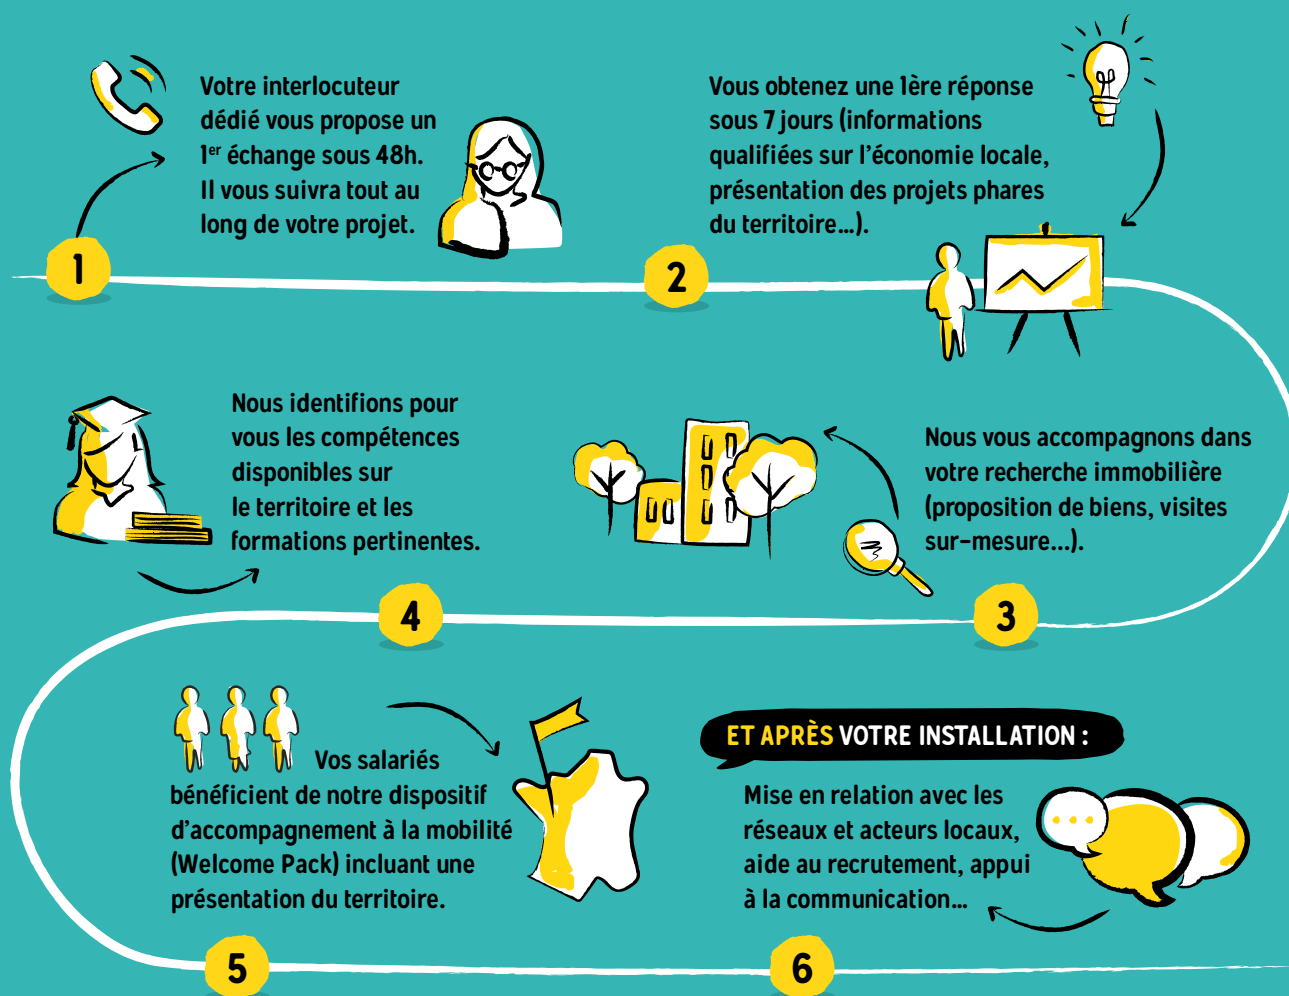 Votre interlocuteur
dédié vous propose un
1er échange sous 48h.
Il vous suivra tout au
long de votre projet.
1
Vous obtenez une 1ère réponse
sous 7 jours (informations
qualifiées sur l'économie locale,
présentation des projets phares
du territoire...).
2
Nous vous accompagnons dans
votre recherche immobilière
(proposition de biens, visites
sur-mesure...).
3
Nous identifions pour
vous les compétences
disponibles sur
le territoire et les
formations pertinentes.
4
Vos salariés
bénéficient de notre dispositif
d'accompagnement à la mobilité
(Welcome Pack) incluant une
présentation du territoire.
5
ET APRÈS VOTRE INSTALLATION :
Mise en relation avec les
réseaux et acteurs locaux,
aide au recrutement, appui
à la communication...
6